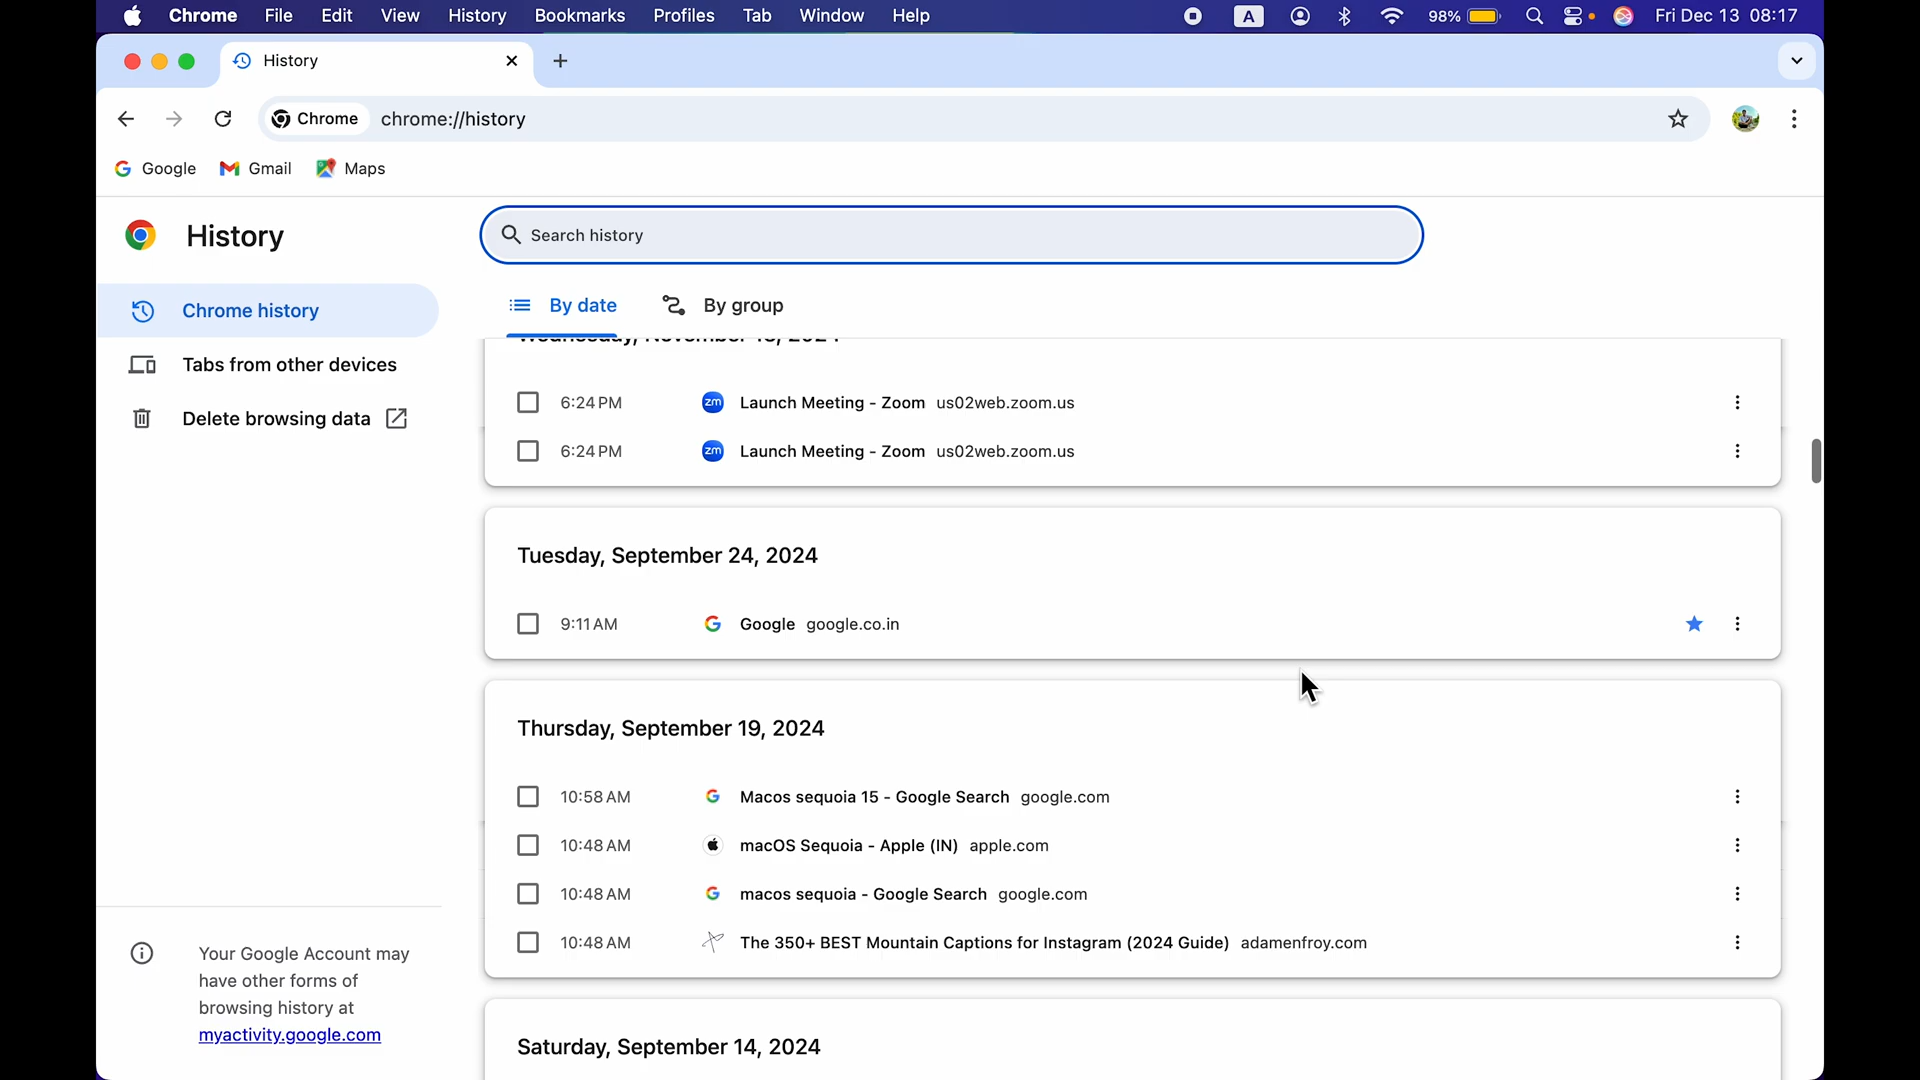 Chrome File Edit View History Bookmarks Profiles Tab Window Help A 98% Fri Dec 13 08:17
History
Chrome chrome://history
Google Gmail Maps
History
Search history
Chrome history
Tabs from other devices
Delete browsing data
By date By group
6:24 PM zm Launch Meeting - Zoom us02web.zoom.us
6:24 PM zm Launch Meeting - Zoom us02web.zoom.us
Tuesday, September 24, 2024
9:11 AM Google google.co.in
Thursday, September 19, 2024
10:58 AM Macos sequoia 15 - Google Search google.com
10:48 AM macOS Sequoia - Apple (IN) apple.com
10:48 AM macos sequoia - Google Search google.com
10:48 AM The 350+ BEST Mountain Captions for Instagram (2024 Guide) adamenfroy.com
Saturday, September 14, 2024
Your Google Account may
have other forms of
browsing history at
myactivity.google.com